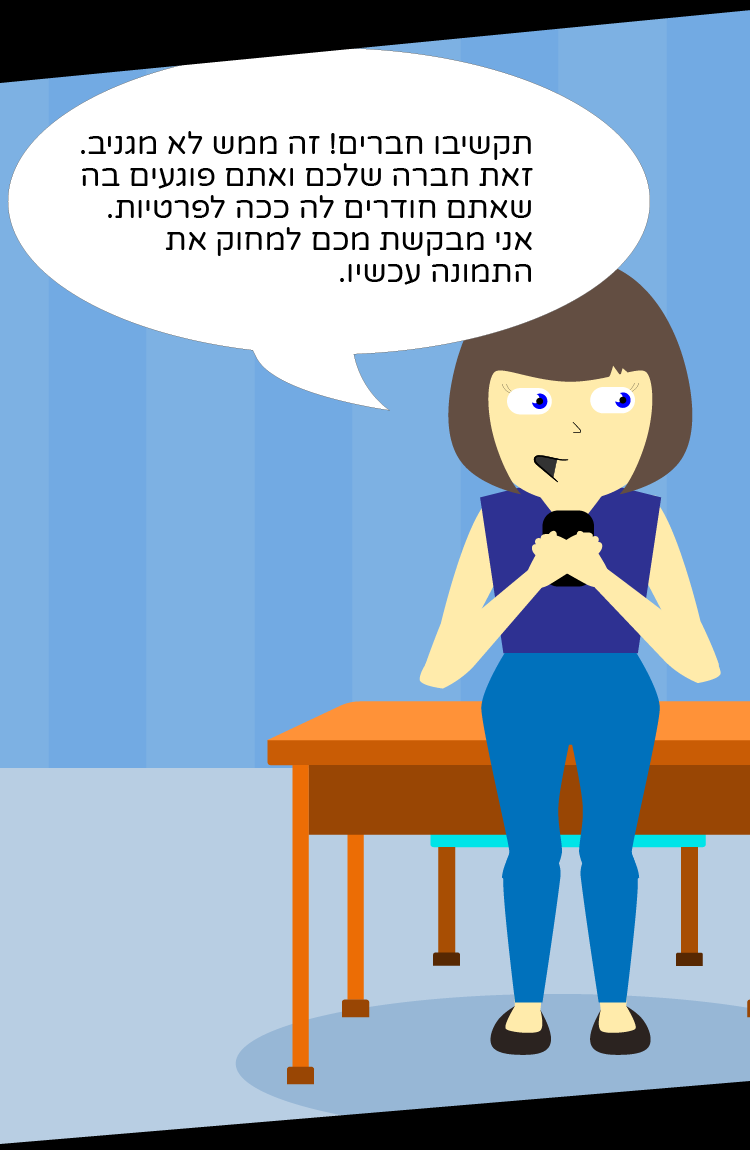 תקשיבו חברים! זה ממש לא מגניב.
זאת חברה שלכם ואתם פוגעים בה
שאתם חודרים לה ככה לפרטיות.
אני מבקשת מכם למחוק את
התמונה עכשיו.